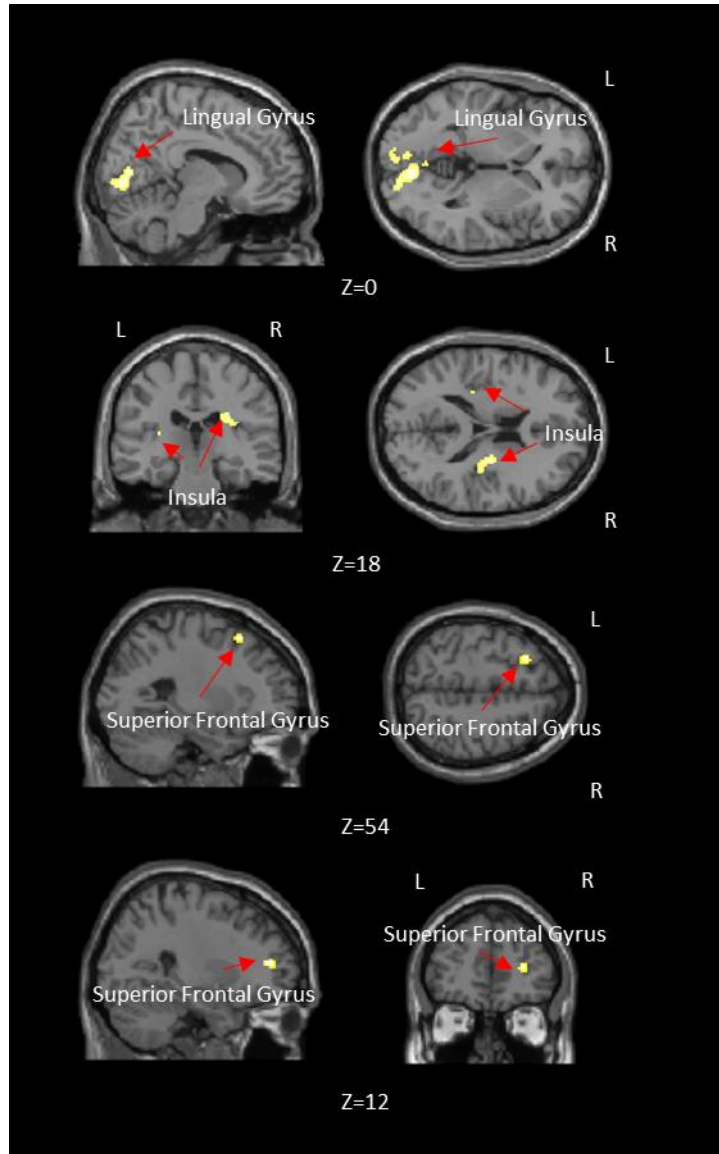 L
Lingual Gyrus
Lingual Gyrus
R
Z=0
L R
L
Insula
Insula
R
Z=18
L
Superior Frontal Gyrus
Superior Frontal Gyrus
R
Z=54
L R
Superior Frontal Gyrus
Superior Frontal Gyrus
Z=12